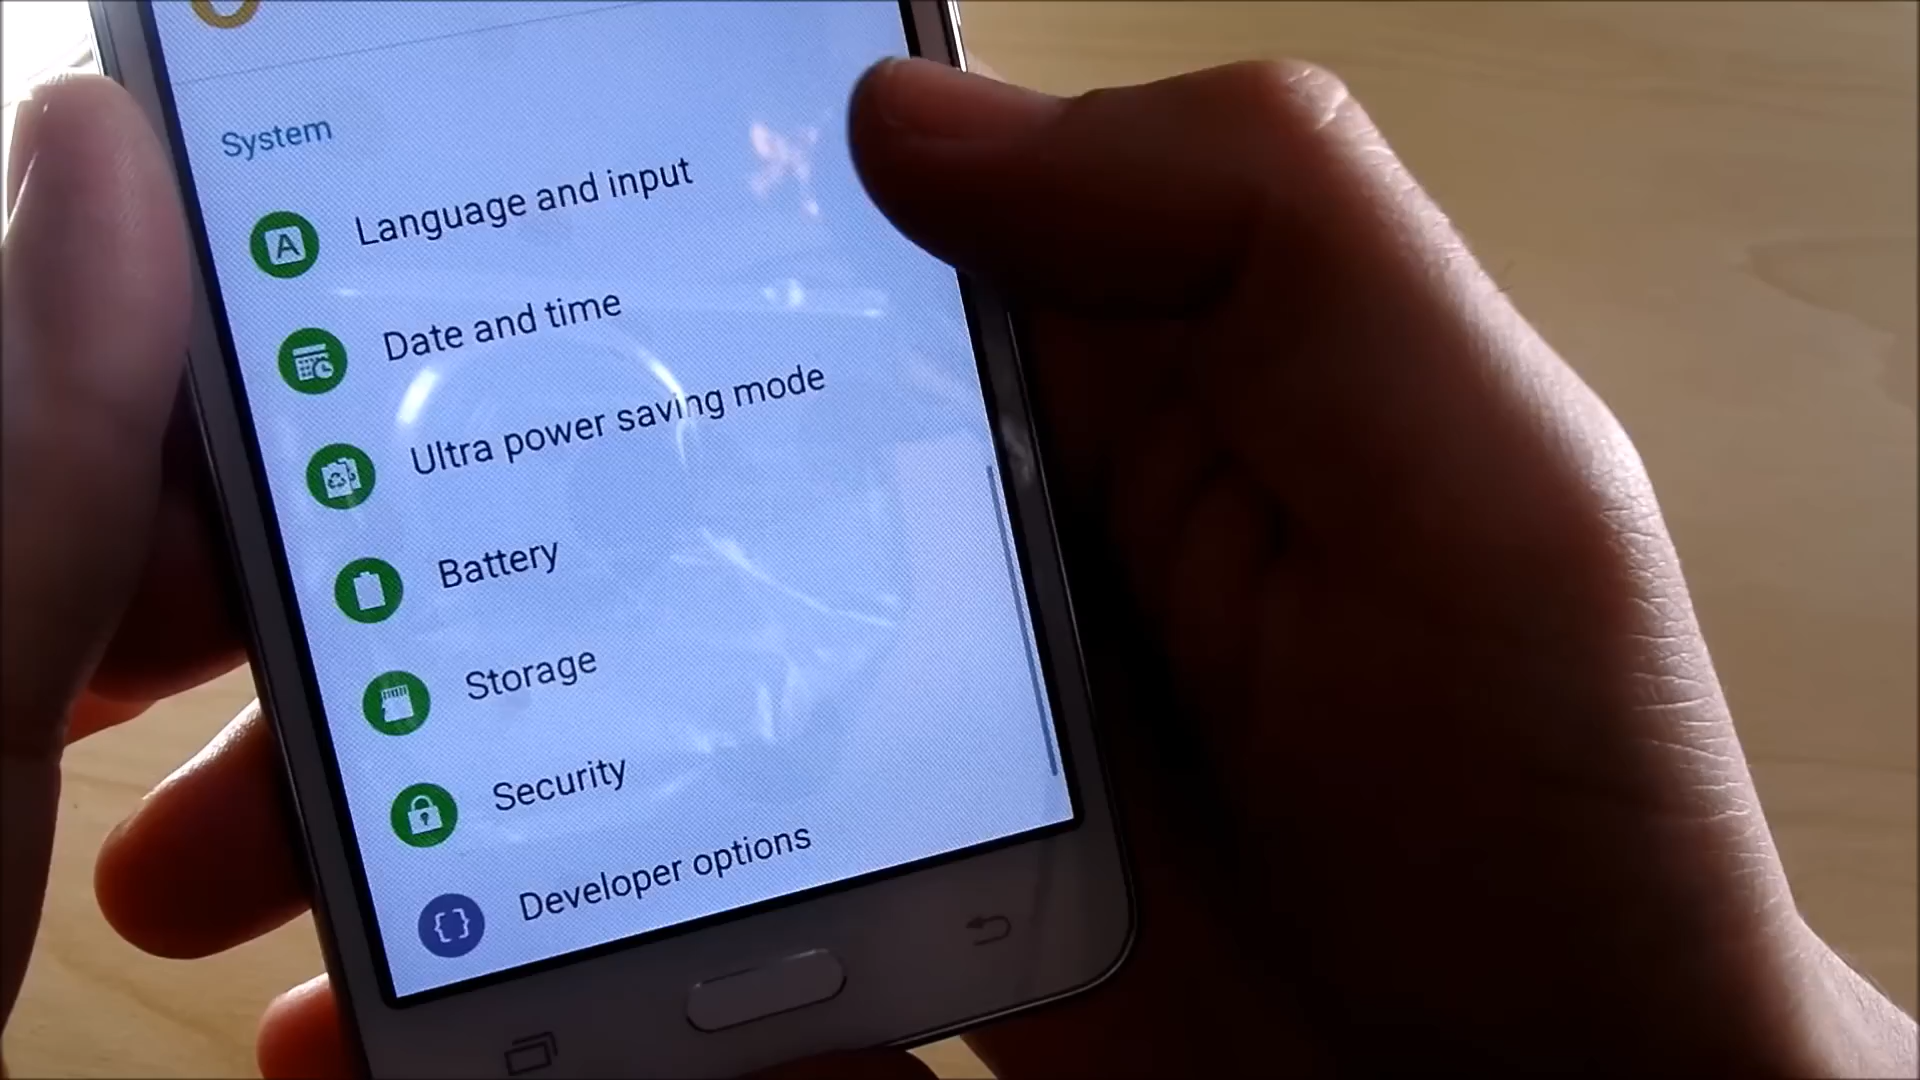 System
Language and input
Date and time
Ultra power saving mode
Battery
Storage
Security
Developer options